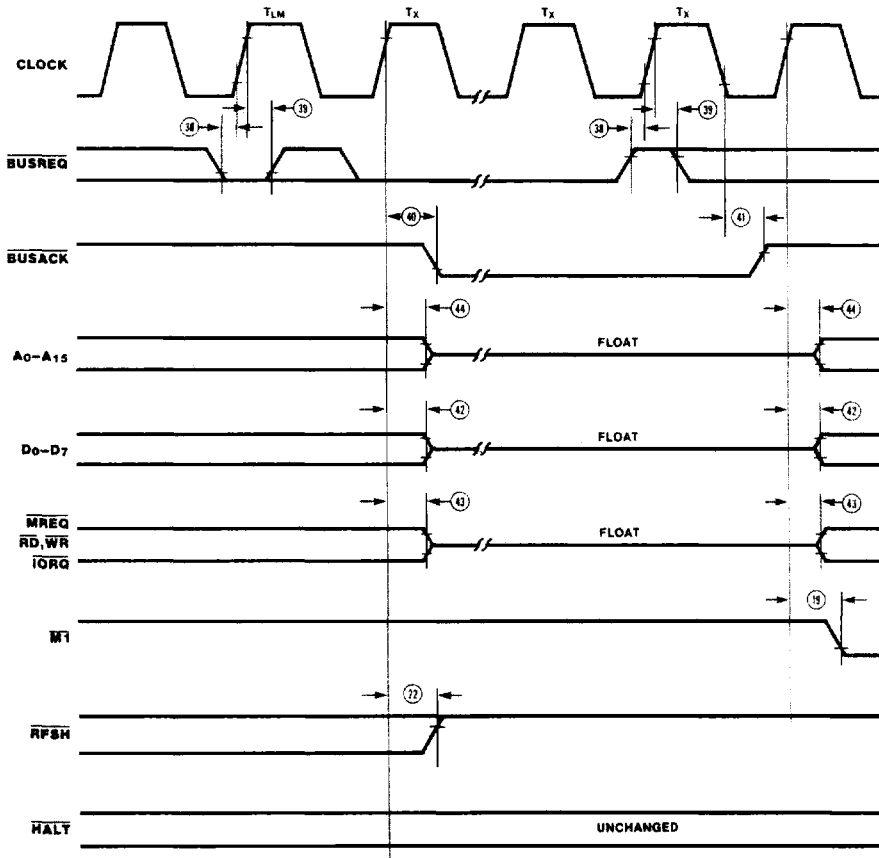 T_LM T_X T_X T_X
CLOCK
38 39 38 39
BUSREQ
40 41
BUSACK
44 44
A0–A15 FLOAT
42 42
D0–D7 FLOAT
43 43
MREQ
RD, WR FLOAT
IORQ
19
M1
22
RFSH
HALT UNCHANGED